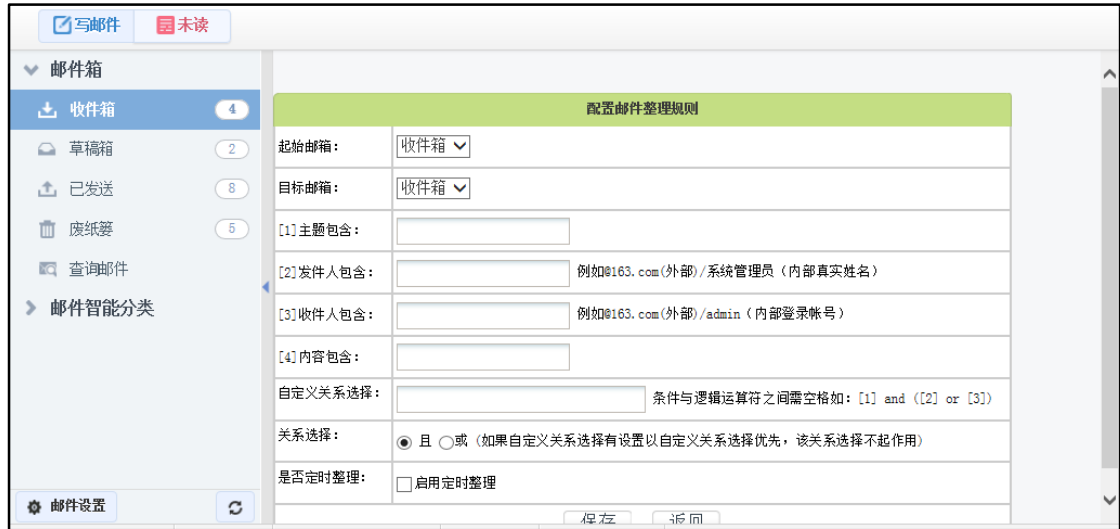 写邮件 未读
邮件箱
收件箱 4
草稿箱 2
已发送 8
废纸篓 5
查询邮件
邮件智能分类
邮件设置
配置邮件整理规则
起始邮箱: 收件箱
目标邮箱: 收件箱
[1]主题包含:
[2]发件人包含: 例如@163.com(外部)/系统管理员（内部真实姓名）
[3]收件人包含: 例如@163.com(外部)/admin（内部登录帐号）
[4]内容包含:
自定义关系选择: 条件与逻辑运算符之间需空格如: [1] and ([2] or [3])
关系选择: 且 或 (如果自定义关系选择有设置以自定义关系选择优先，该关系选择不起作用)
是否定时整理: 启用定时整理
保存 返回